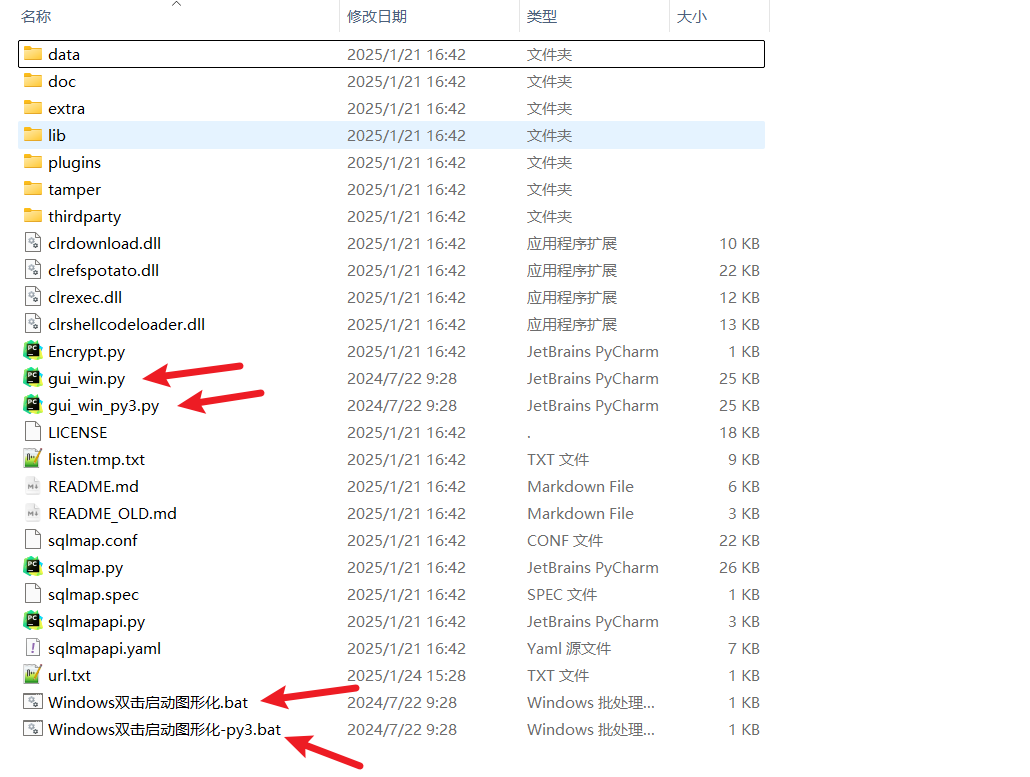 名称 修改日期 类型 大小
data 2025/1/21 16:42 文件夹
doc 2025/1/21 16:42 文件夹
extra 2025/1/21 16:42 文件夹
lib 2025/1/21 16:42 文件夹
plugins 2025/1/21 16:42 文件夹
tamper 2025/1/21 16:42 文件夹
thirdparty 2025/1/21 16:42 文件夹
clrdownload.dll 2025/1/21 16:42 应用程序扩展 10 KB
clrefspotato.dll 2025/1/21 16:42 应用程序扩展 22 KB
clrexec.dll 2025/1/21 16:42 应用程序扩展 12 KB
clrshellcodeloader.dll 2025/1/21 16:42 应用程序扩展 13 KB
Encrypt.py 2025/1/21 16:42 JetBrains PyCharm 1 KB
gui_win.py 2024/7/22 9:28 JetBrains PyCharm 25 KB
gui_win_py3.py 2024/7/22 9:28 JetBrains PyCharm 25 KB
LICENSE 2025/1/21 16:42 . 18 KB
listen.tmp.txt 2025/1/21 16:42 TXT 文件 9 KB
README.md 2025/1/21 16:42 Markdown File 6 KB
README_OLD.md 2025/1/21 16:42 Markdown File 3 KB
sqlmap.conf 2025/1/21 16:42 CONF 文件 22 KB
sqlmap.py 2025/1/21 16:42 JetBrains PyCharm 26 KB
sqlmap.spec 2025/1/21 16:42 SPEC 文件 1 KB
sqlmapapi.py 2025/1/21 16:42 JetBrains PyCharm 3 KB
sqlmapapi.yaml 2025/1/21 16:42 Yaml 源文件 7 KB
url.txt 2025/1/24 15:28 TXT 文件 1 KB
Windows双击启动图形化.bat 2024/7/22 9:28 Windows 批处理... 1 KB
Windows双击启动图形化-py3.bat 2024/7/22 9:28 Windows 批处理... 1 KB